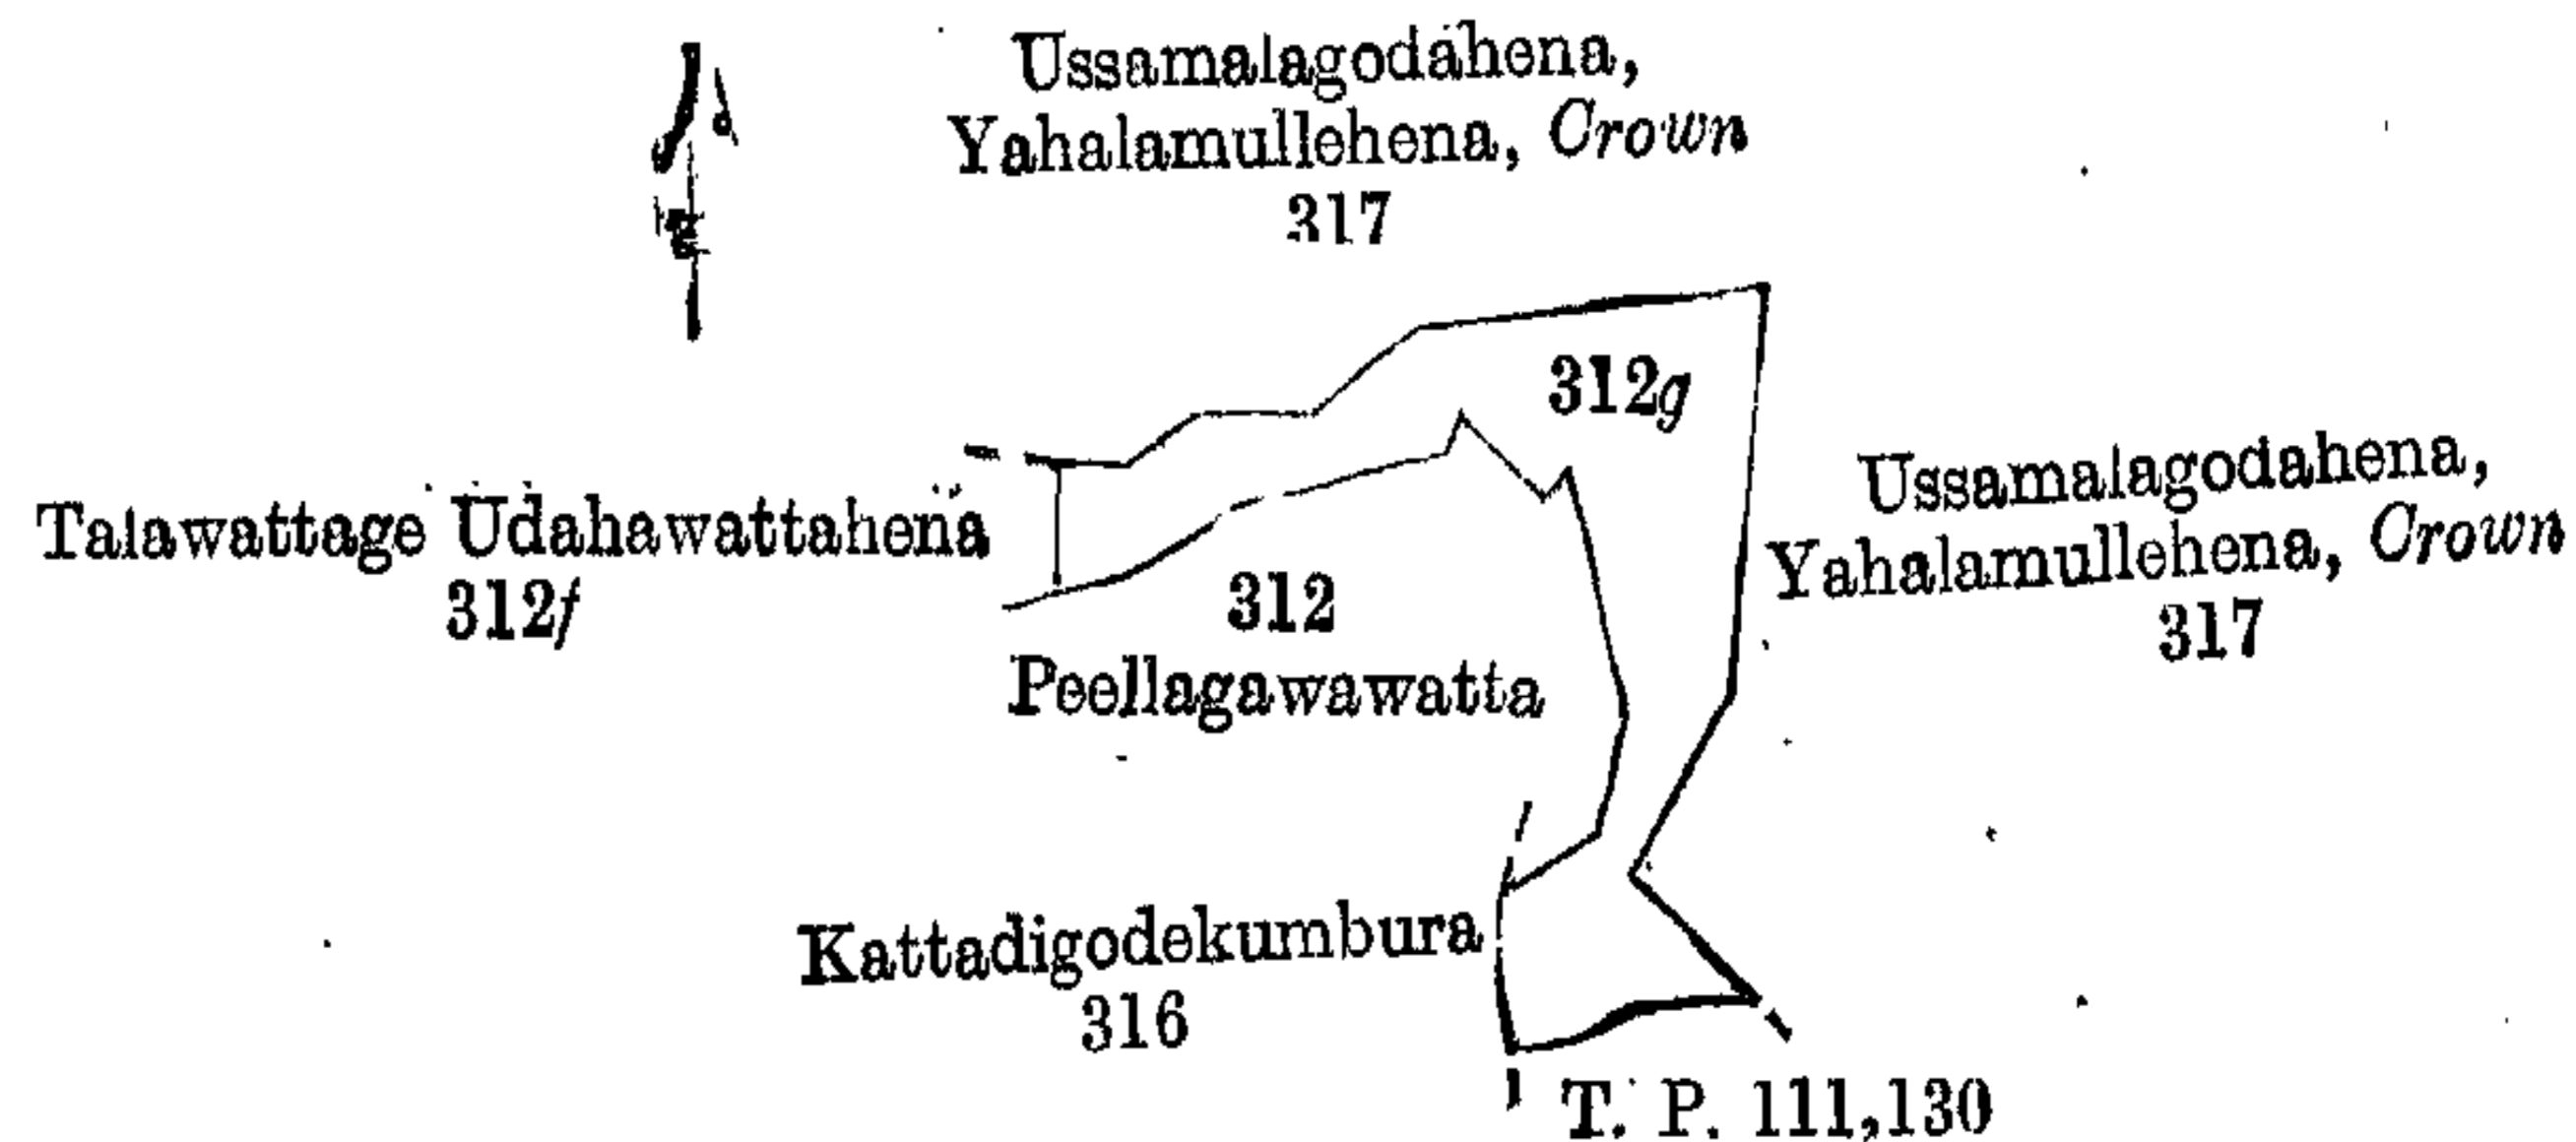 Ussamalagodahena,
Yahalamullehena, Crown
317
312g
Ussamalagodahena,
Yahalamullehena, Crown
317
Talawattage Udahawattahena
312f
312
Peellagawawatta
Kattadigodekumbura
316
T. P. 111,130